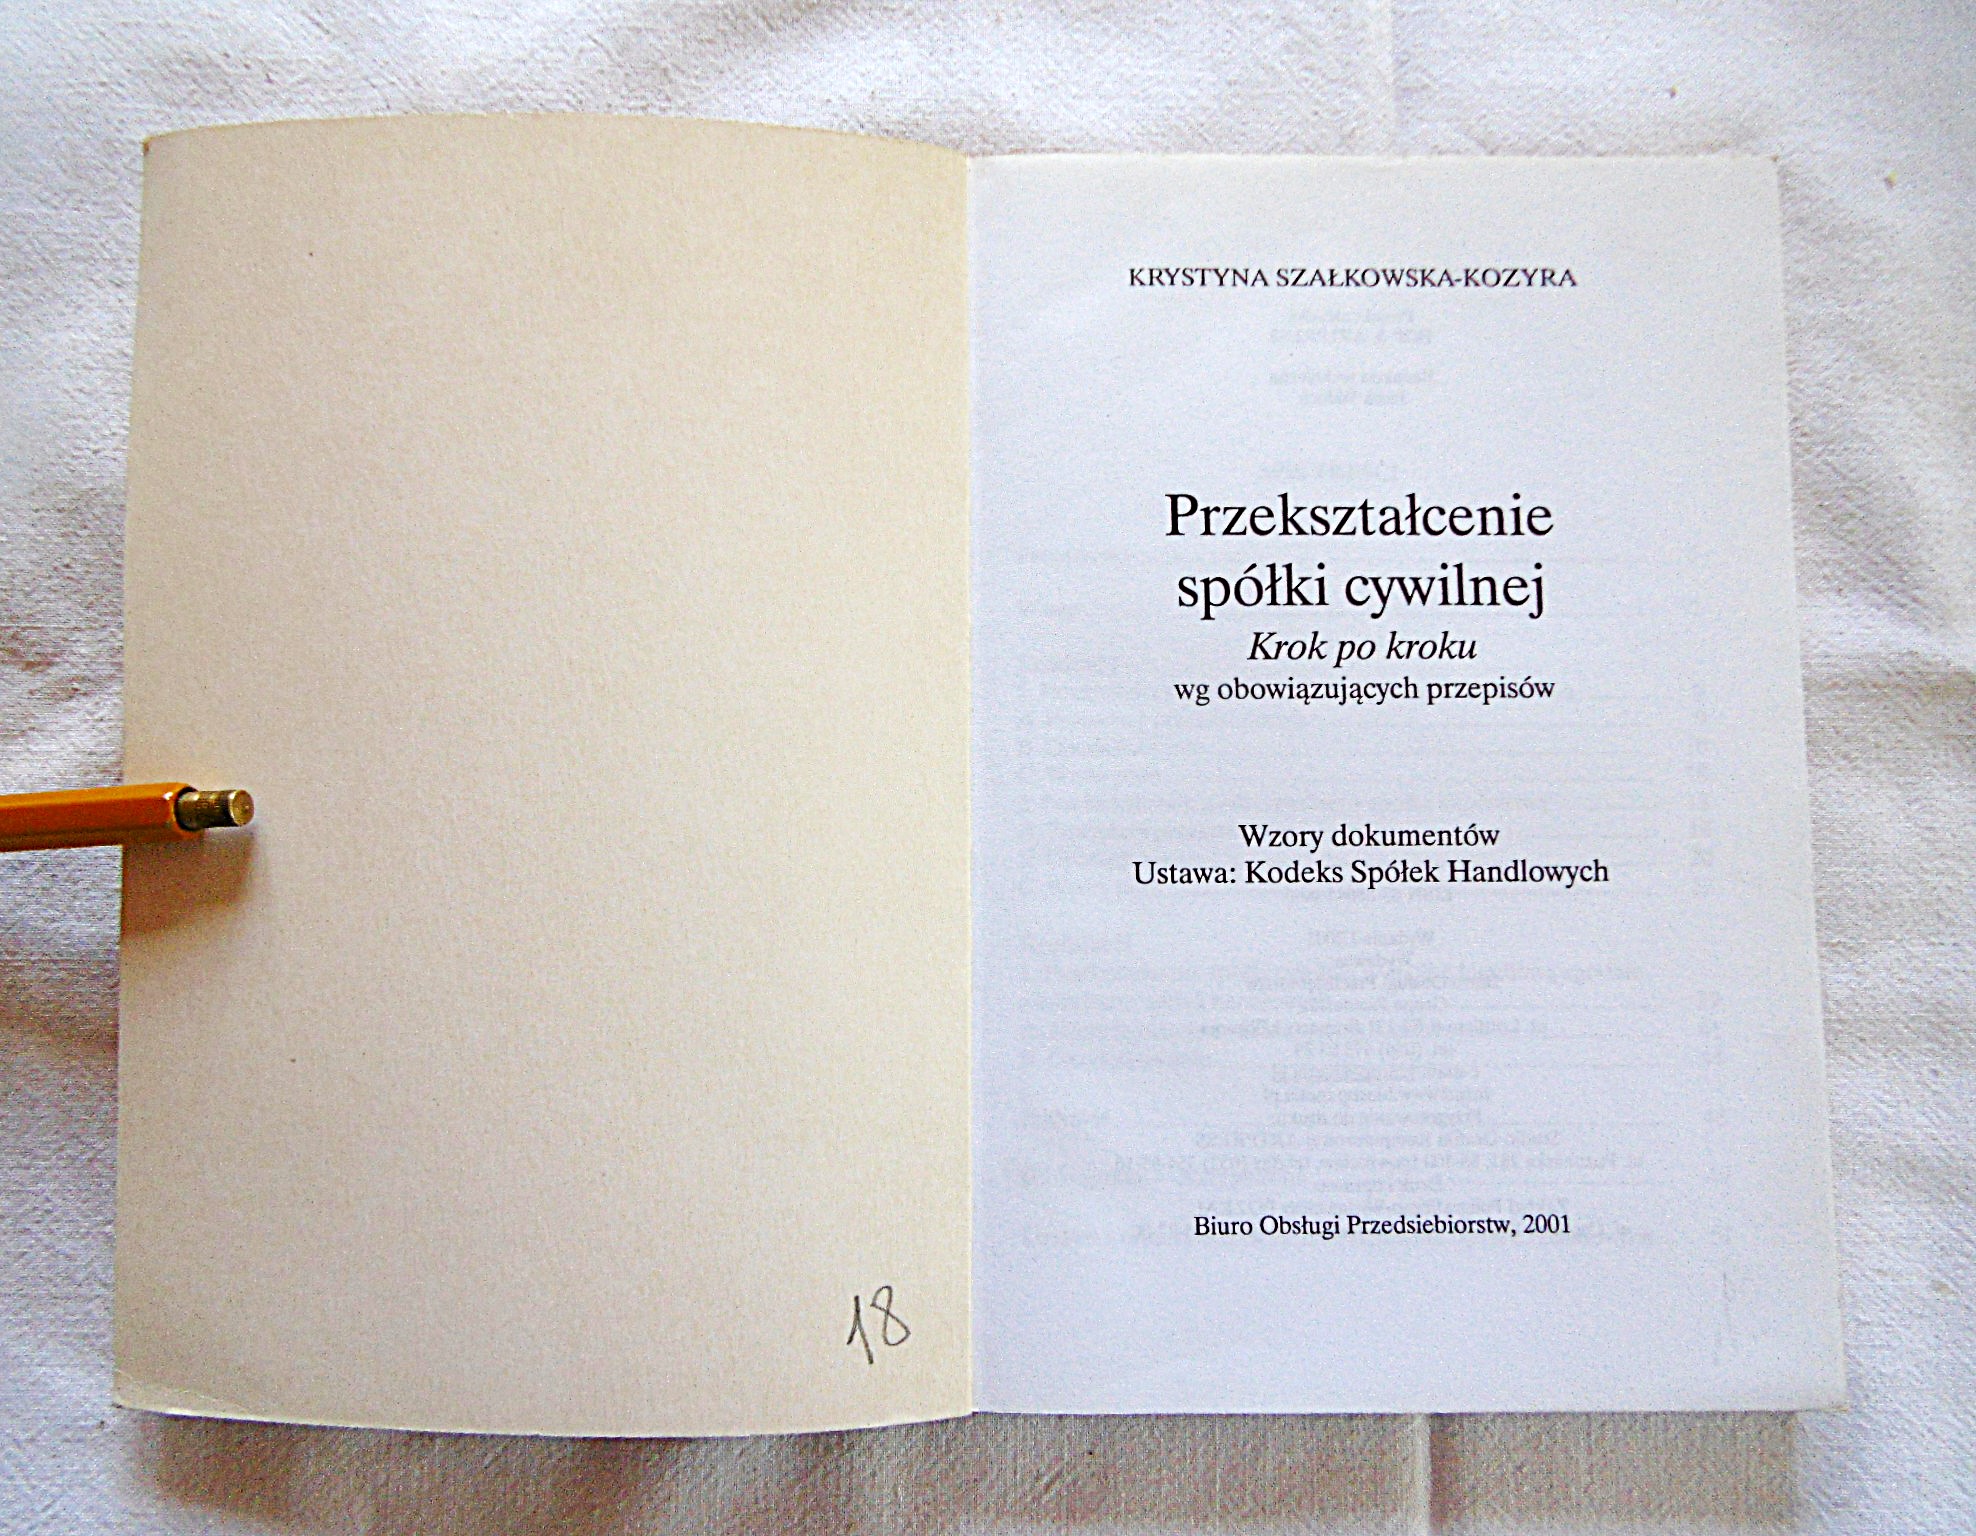 KRYSTYNA SZAŁKOWSKA-KOZYRA
Przekształcenie
spółki cywilnej
Krok po kroku
wg obowiązujących przepisów
Wzory dokumentów
Ustawa: Kodeks Spółek Handlowych
Biuro Obsługi Przedsiebiorstw, 2001
18